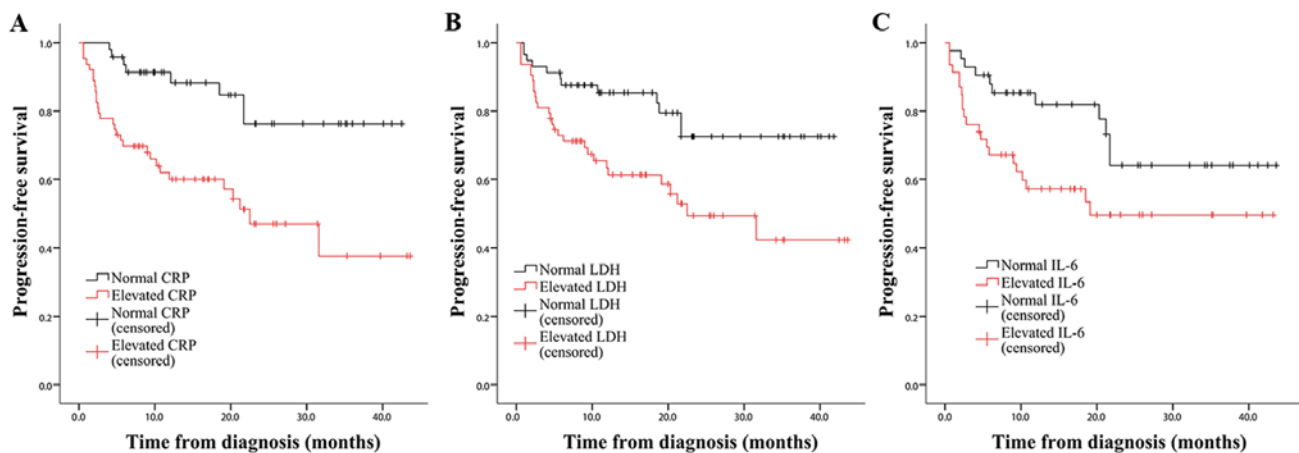 A
Progression-free survival
1.0
0.8
0.6
0.4
0.2
0.0
Normal CRP
Elevated CRP
Normal CRP
(censored)
Elevated CRP
(censored)
0.0 10.0 20.0 30.0 40.0
Time from diagnosis (months)
B
Progression-free survival
1.0
0.8
0.6
0.4
0.2
0.0
Normal LDH
Elevated LDH
Normal LDH
(censored)
Elevated LDH
(censored)
0.0 10.0 20.0 30.0 40.0
Time from diagnosis (months)
C
Progression-free survival
1.0
0.8
0.6
0.4
0.2
0.0
Normal IL-6
Elevated IL-6
Normal IL-6
(censored)
Elevated IL-6
(censored)
0.0 10.0 20.0 30.0 40.0
Time from diagnosis (months)